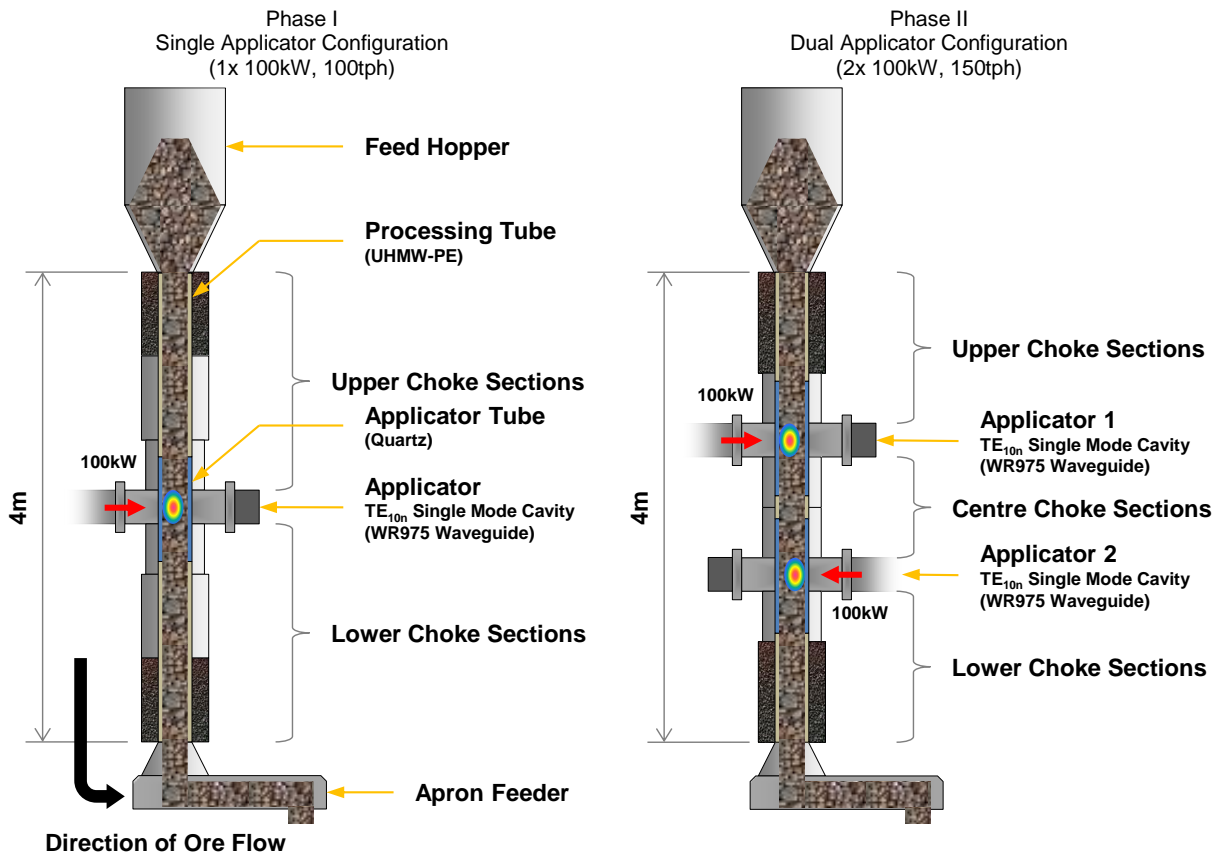 Phase I
Single Applicator Configuration
(1x 100kW, 100tph)
Feed Hopper
Processing Tube
(UHMW-PE)
Upper Choke Sections
Applicator Tube
(Quartz)
100kW
Applicator
TE10n Single Mode Cavity
(WR975 Waveguide)
4m
Lower Choke Sections
Apron Feeder
Direction of Ore Flow
Phase II
Dual Applicator Configuration
(2x 100kW, 150tph)
Upper Choke Sections
100kW
Applicator 1
TE10n Single Mode Cavity
(WR975 Waveguide)
4m
Centre Choke Sections
Applicator 2
TE10n Single Mode Cavity
(WR975 Waveguide)
100kW
Lower Choke Sections